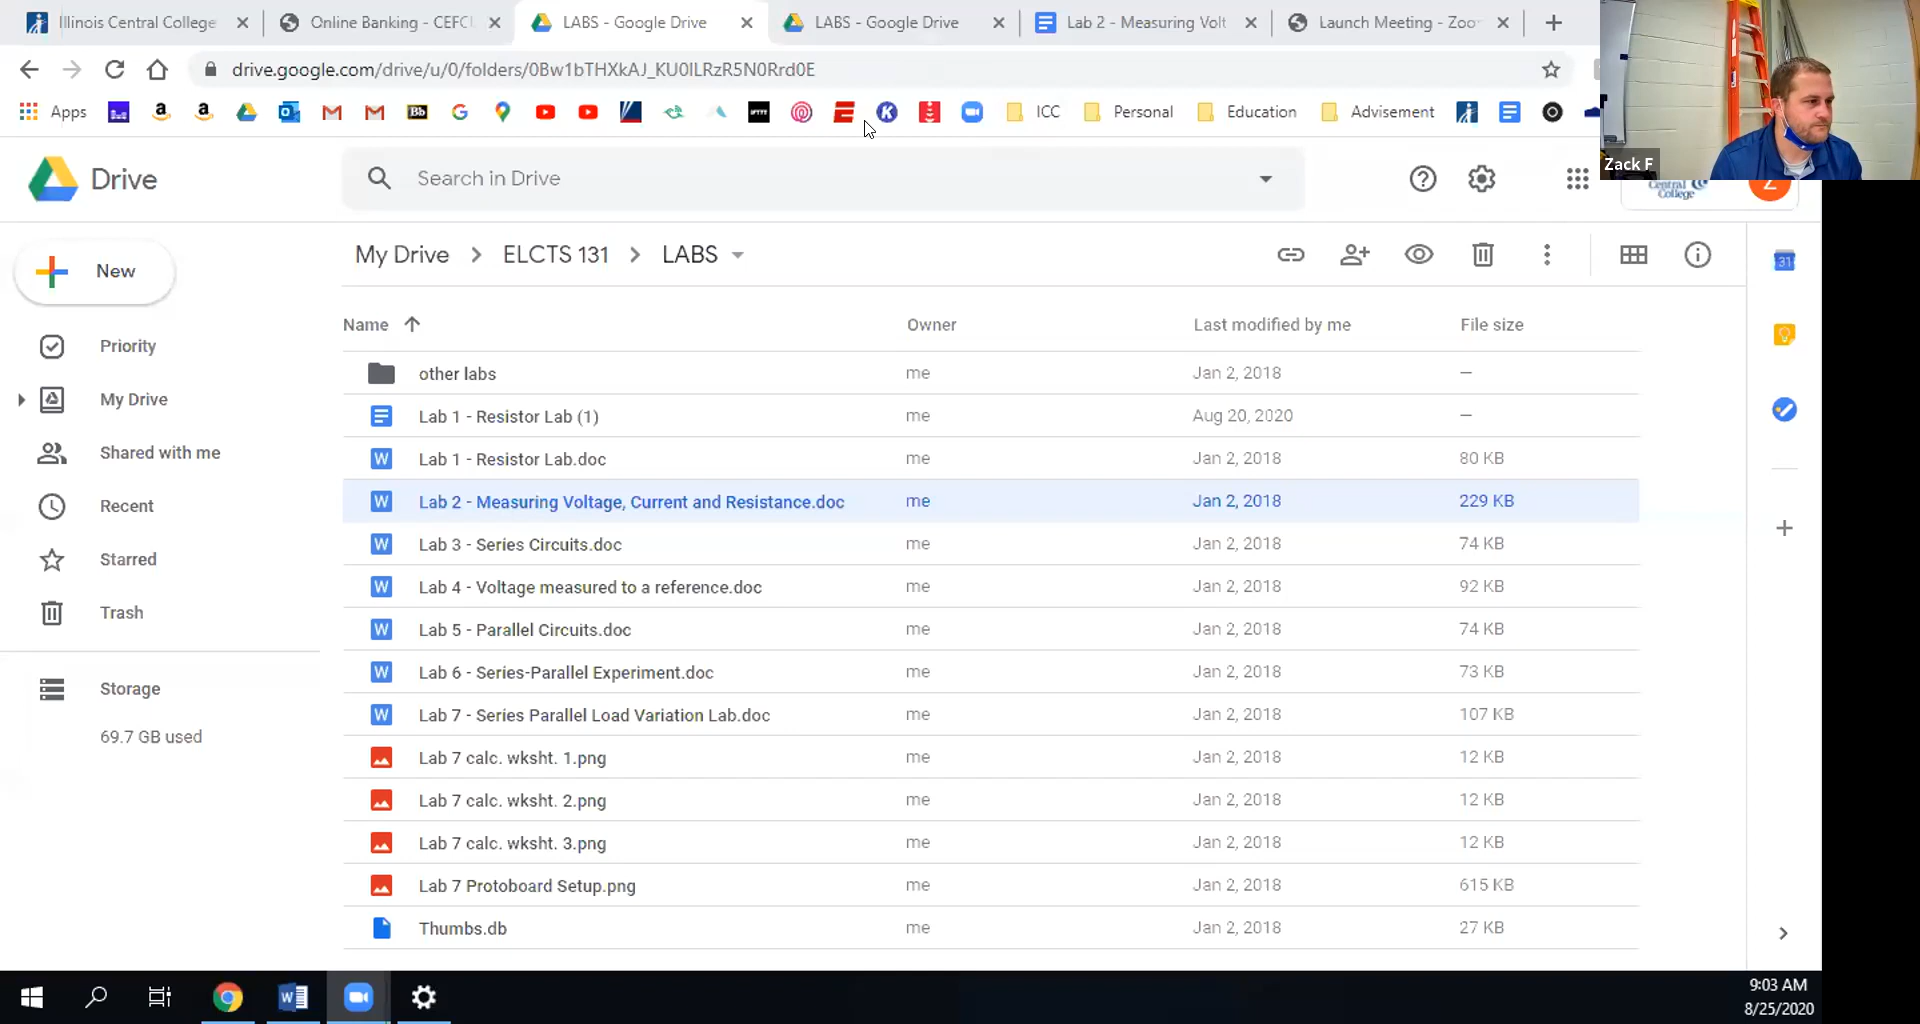 Illinois Central College
Online Banking - CEFCU
LABS - Google Drive
LABS - Google Drive
Lab 2 - Measuring Volt
Launch Meeting - Zoo
drive.google.com/drive/u/0/folders/0Bw1bTHXkAJ_KU0lLRzR5N0Rrd0E
Apps
Bb
IFTTT
ICC
Personal
Education
Advisement
Zack F
Drive
Search in Drive
Central
College
Z
New
My Drive > ELCTS 131 > LABS
31
Name
Owner
Last modified by me
File size
Priority
My Drive
Shared with me
Recent
Starred
Trash
Storage
69.7 GB used
other labs me Jan 2, 2018 —
Lab 1 - Resistor Lab (1) me Aug 20, 2020 —
Lab 1 - Resistor Lab.doc me Jan 2, 2018 80 KB
Lab 2 - Measuring Voltage, Current and Resistance.doc me Jan 2, 2018 229 KB
Lab 3 - Series Circuits.doc me Jan 2, 2018 74 KB
Lab 4 - Voltage measured to a reference.doc me Jan 2, 2018 92 KB
Lab 5 - Parallel Circuits.doc me Jan 2, 2018 74 KB
Lab 6 - Series-Parallel Experiment.doc me Jan 2, 2018 73 KB
Lab 7 - Series Parallel Load Variation Lab.doc me Jan 2, 2018 107 KB
Lab 7 calc. wksht. 1.png me Jan 2, 2018 12 KB
Lab 7 calc. wksht. 2.png me Jan 2, 2018 12 KB
Lab 7 calc. wksht. 3.png me Jan 2, 2018 12 KB
Lab 7 Protoboard Setup.png me Jan 2, 2018 615 KB
Thumbs.db me Jan 2, 2018 27 KB
9:03 AM
8/25/2020